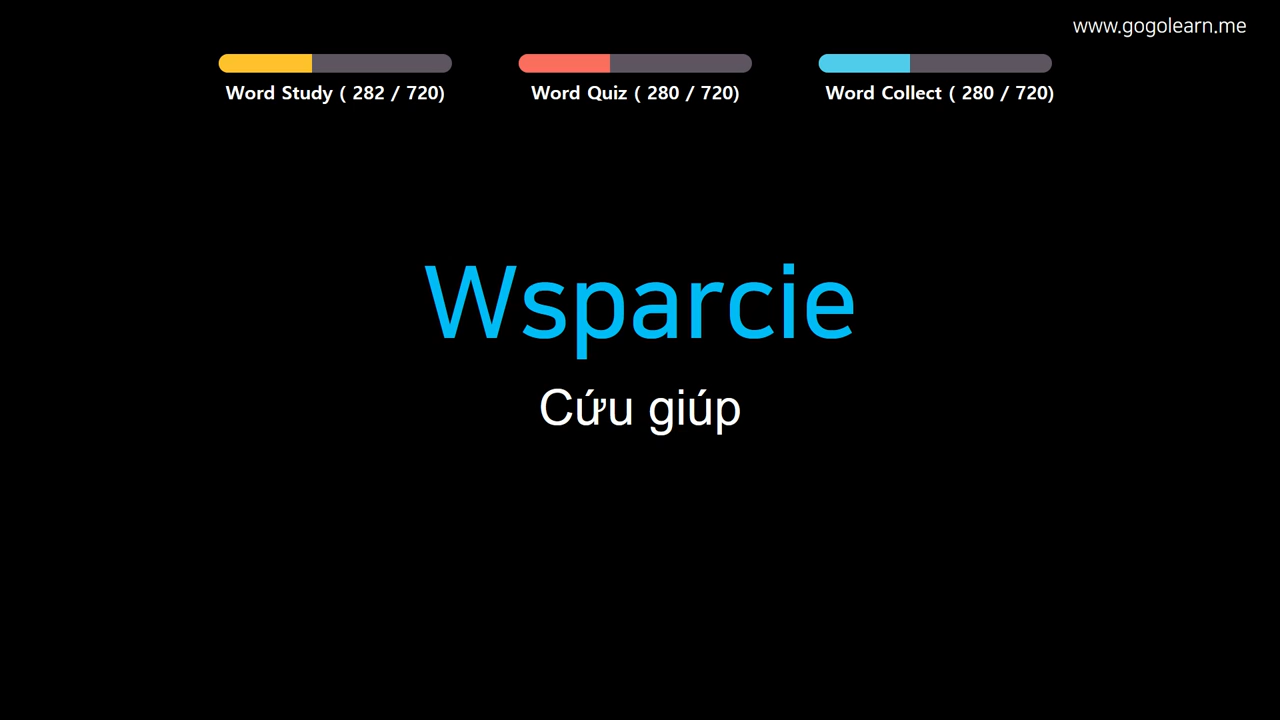 www.gogolearn.me
Word Study ( 282 / 720)
Word Quiz ( 280 / 720)
Word Collect ( 280 / 720)
Wsparcie
Cứu giúp